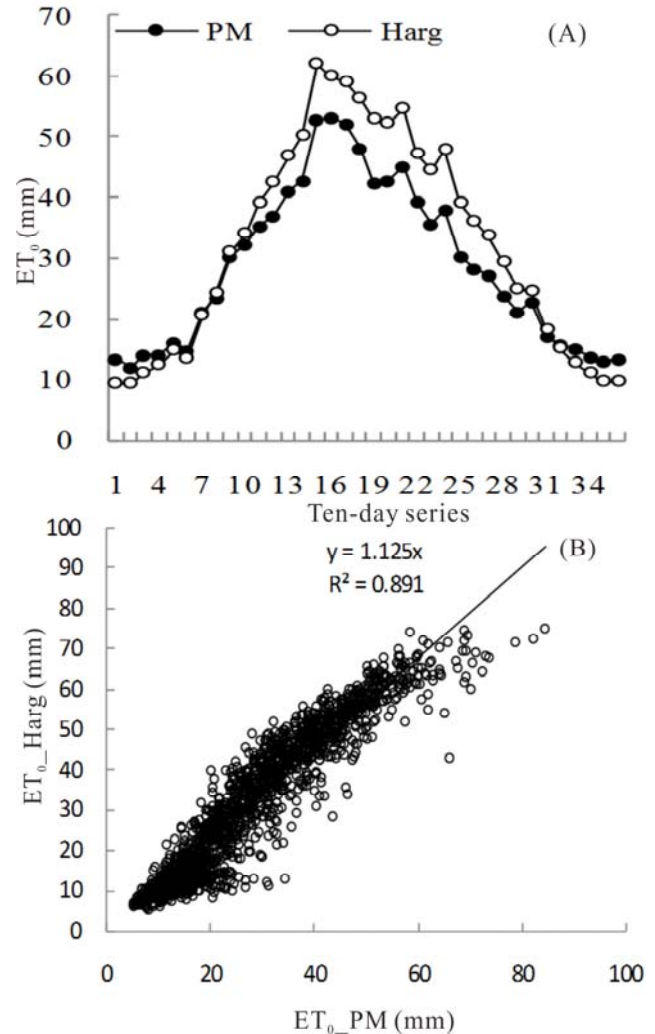 70
PM Harg (A)
60
50
40
30
20
10
0
ET₀ (mm)
1 4 7 10 13 16 19 22 25 28 31 34
Ten-day series
100
90
80
70
60
50
40
30
20
10
0
ET₀_Harg (mm)
y = 1.125x
R² = 0.891
(B)
0 20 40 60 80 100
ET₀_PM (mm)